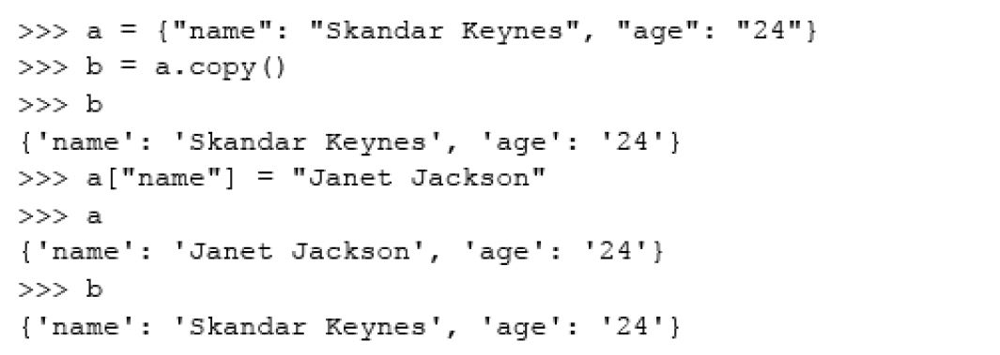 >>> a = {"name": "Skandar Keynes", "age": "24"}
>>> b = a.copy()
>>> b
{'name': 'Skandar Keynes', 'age': '24'}
>>> a["name"] = "Janet Jackson"
>>> a
{'name': 'Janet Jackson', 'age': '24'}
>>> b
{'name': 'Skandar Keynes', 'age': '24'}